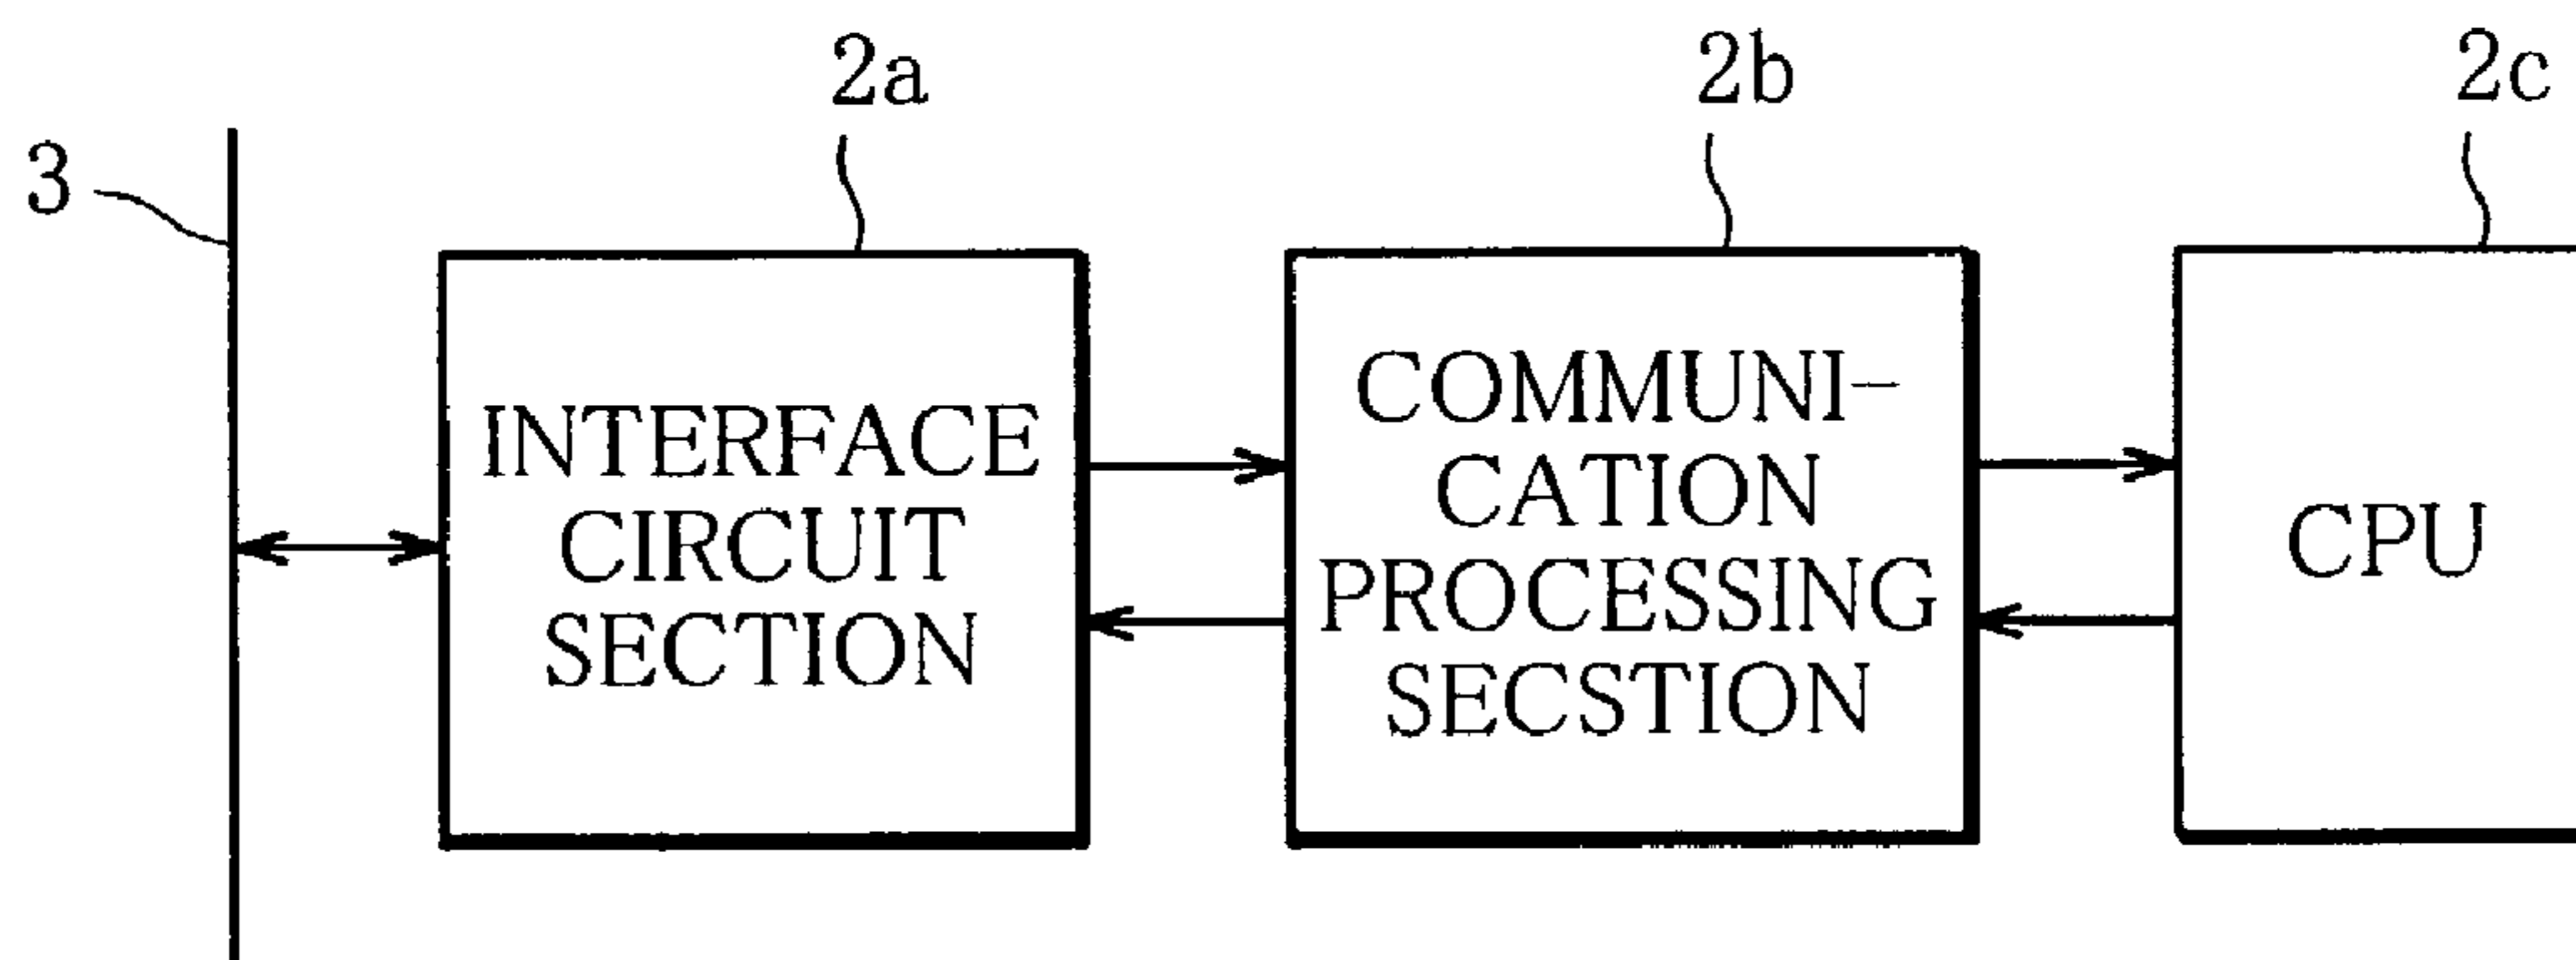 2a
2b
2c
3
INTERFACE
CIRCUIT
SECTION
COMMUNI-
CATION
PROCESSING
SECSTION
CPU